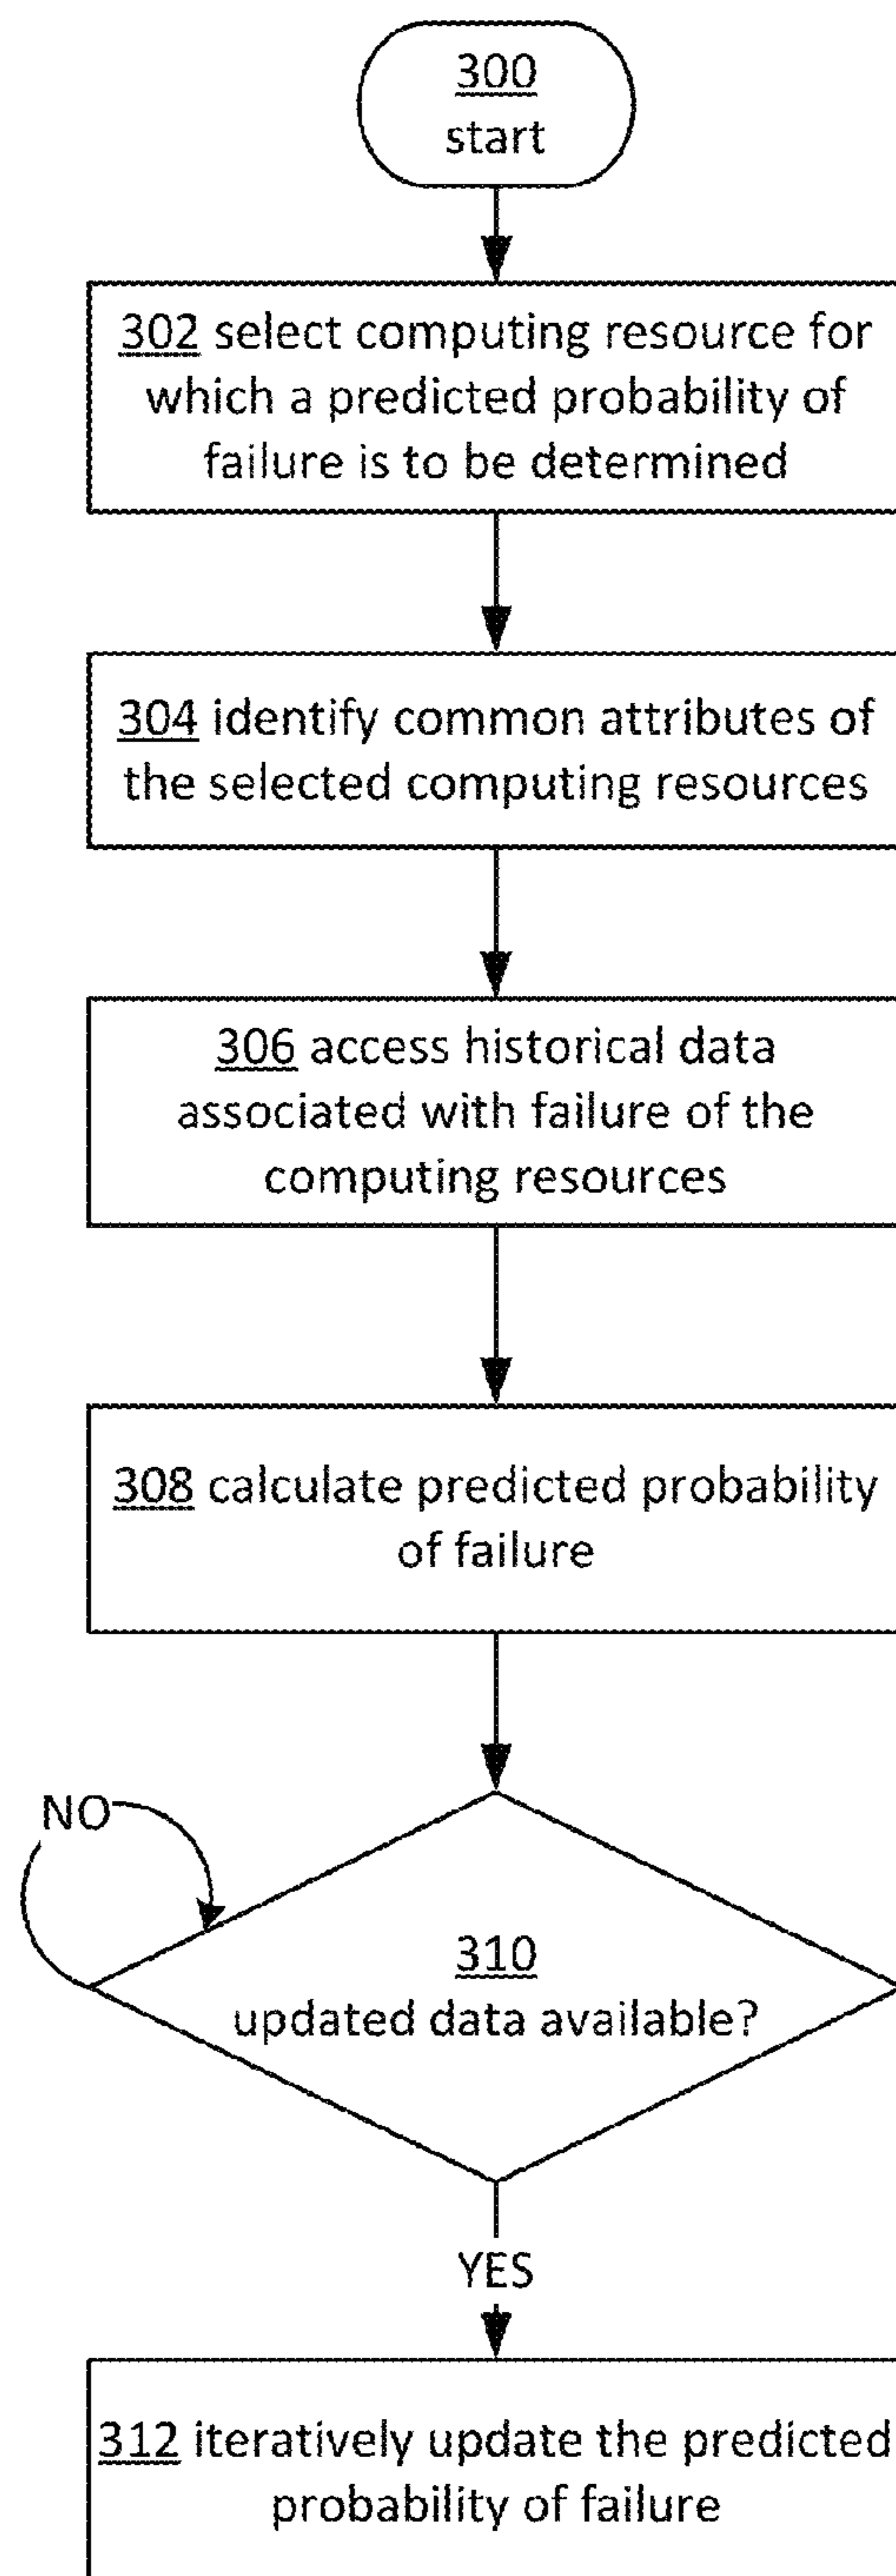 300
start
302 select computing resource for
which a predicted probability of
failure is to be determined
304 identify common attributes of
the selected computing resources
306 access historical data
associated with failure of the
computing resources
308 calculate predicted probability
of failure
NO
310
updated data available?
YES
312 iteratively update the predicted
probability of failure